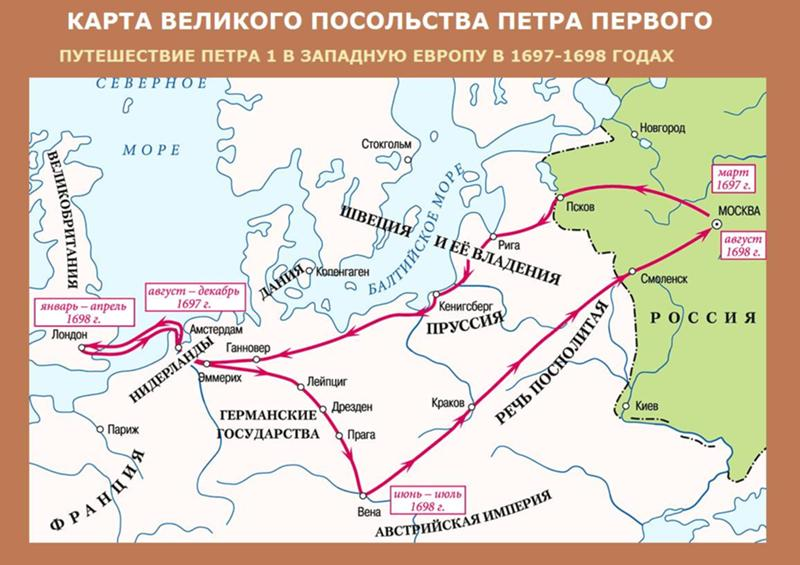 КАРТА ВЕЛИКОГО ПОСОЛЬСТВА ПЕТРА ПЕРВОГО
ПУТЕШЕСТВИЕ ПЕТРА 1 В ЗАПАДНУЮ ЕВРОПУ В 1697-1698 ГОДАХ
СЕВЕРНОЕ
МОРЕ
ВЕЛИКОБРИТАНИЯ
Стокгольм
Новгород
март
1697 г.
МОСКВА
август
1698 г.
Псков
ШВЕЦИЯ И ЕЁ ВЛАДЕНИЯ
БАЛТИЙСКОЕ МОРЕ
Рига
ДАНИЯ
Копенгаген
Смоленск
РОССИЯ
Кенигсберг
ПРУССИЯ
август – декабрь
1697 г.
январь – апрель
1698 г.
Лондон
Амстердам
НИДЕРЛАНДЫ
Ганновер
Эммерих
Лейпциг
Дрезден
Прага
ГЕРМАНСКИЕ
ГОСУДАРСТВА
Краков
РЕЧЬ ПОСПОЛИТАЯ
Киев
Париж
ФРАНЦИЯ
Вена
июнь – июль
1698 г.
АВСТРИЙСКАЯ ИМПЕРИЯ